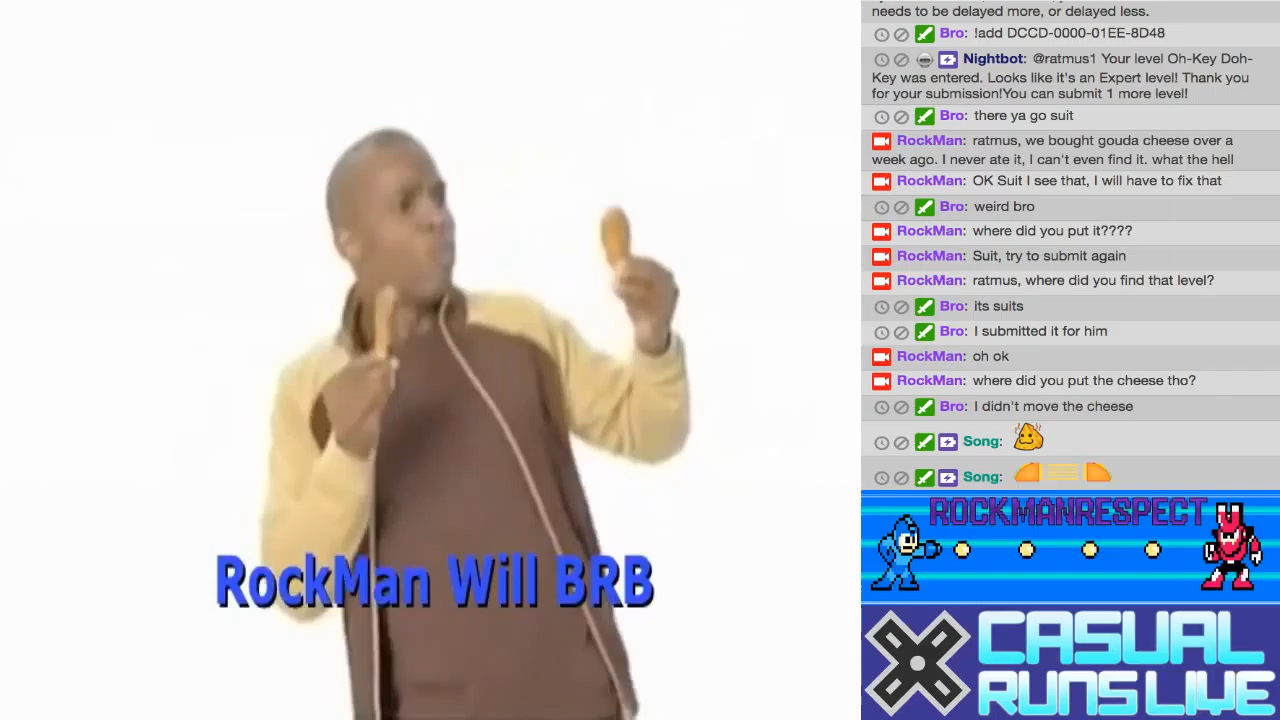 needs to be delayed more, or delayed less.
Bro: !add DCCD-0000-01EE-8D48
Nightbot: @ratmus1 Your level Oh-Key Doh-
Key was entered. Looks like it's an Expert level! Thank you
for your submission!You can submit 1 more level!
Bro: there ya go suit
RockMan: ratmus, we bought gouda cheese over a
week ago. I never ate it, I can't even find it. what the hell
RockMan: OK Suit I see that, I will have to fix that
Bro: weird bro
RockMan: where did you put it????
RockMan: Suit, try to submit again
RockMan: ratmus, where did you find that level?
Bro: its suits
Bro: I submitted it for him
RockMan: oh ok
RockMan: where did you put the cheese tho?
Bro: I didn't move the cheese
Song:
Song:
RockMan Will BRB
ROCKMANRESPECT
CASUAL
RUNS LIVE